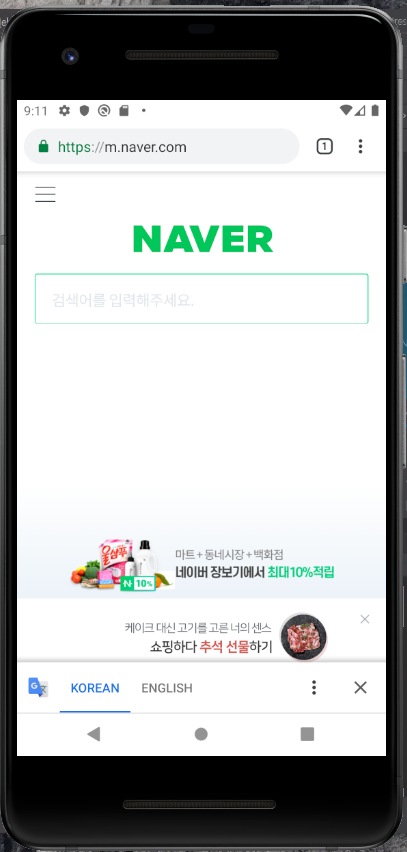 9:11
https://m.naver.com
1
NAVER
검색어를 입력해주세요.
울샴푸
N 10%
마트 + 동네시장 + 백화점
네이버 장보기에서 최대10%적립
케이크 대신 고기를 고른 너의 센스
쇼핑하다 추석 선물하기
G
KOREAN
ENGLISH